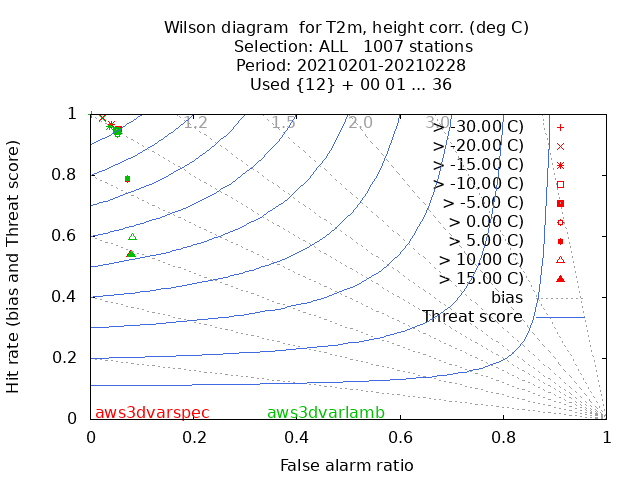 Wilson diagram  for T2m, height corr. (deg C)
Selection: ALL   1007 stations
Period: 20210201-20210228
Used {12} + 00 01 ... 36
Hit rate (bias and Threat score)
1
0.8
0.6
0.4
0.2
0
1.2
1.5
2.0
3.0
> -30.00 C)
> -20.00 C)
> -15.00 C)
> -10.00 C)
> -5.00 C)
> 0.00 C)
> 5.00 C)
> 10.00 C)
> 15.00 C)
bias
Threat score
aws3dvarspec
aws3dvarlamb
0 0.2 0.4 0.6 0.8 1
False alarm ratio